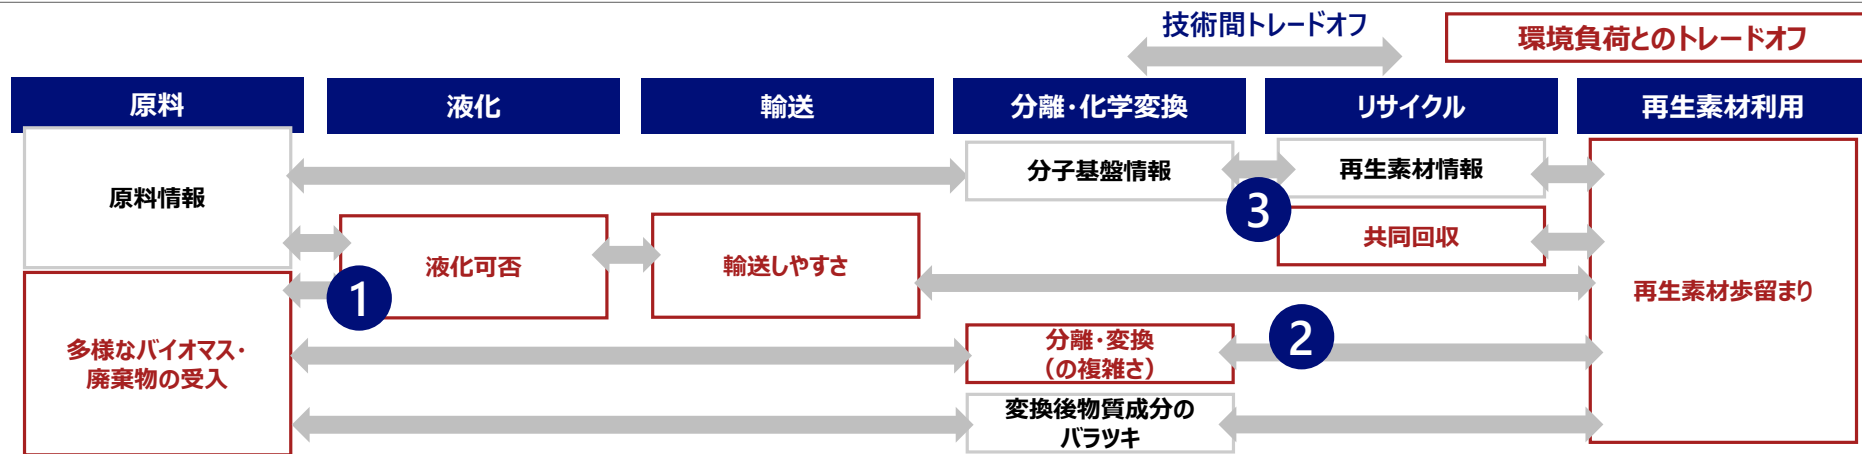 技術間トレードオフ
環境負荷とのトレードオフ
原料
液化
輸送
分離・化学変換
リサイクル
再生素材利用
原料情報
分子基盤情報
再生素材情報
3
共同回収
液化可否
輸送しやすさ
1
再生素材歩留まり
多様なバイオマス・
廃棄物の受入
分離・変換
（の複雑さ）
2
変換後物質成分の
バラツキ